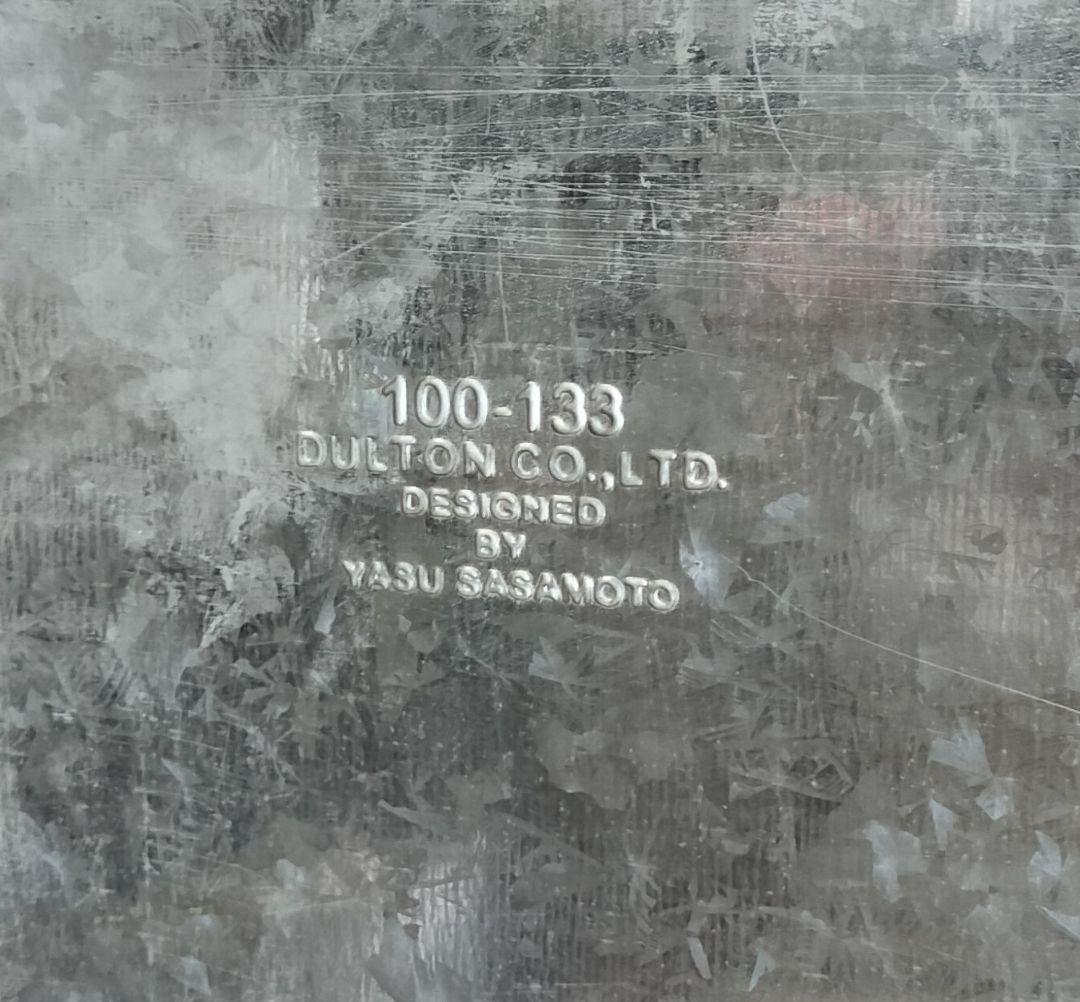 100-133
DULTON CO.,LTD.
DESIGNED
BY
YASU SASAMOTO